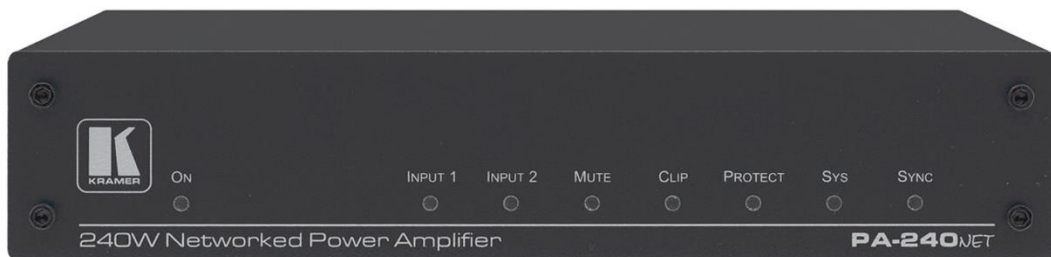 KRAMER
ON INPUT 1 INPUT 2 MUTE CLIP PROTECT SYS SYNC
240W Networked Power Amplifier PA-240NET